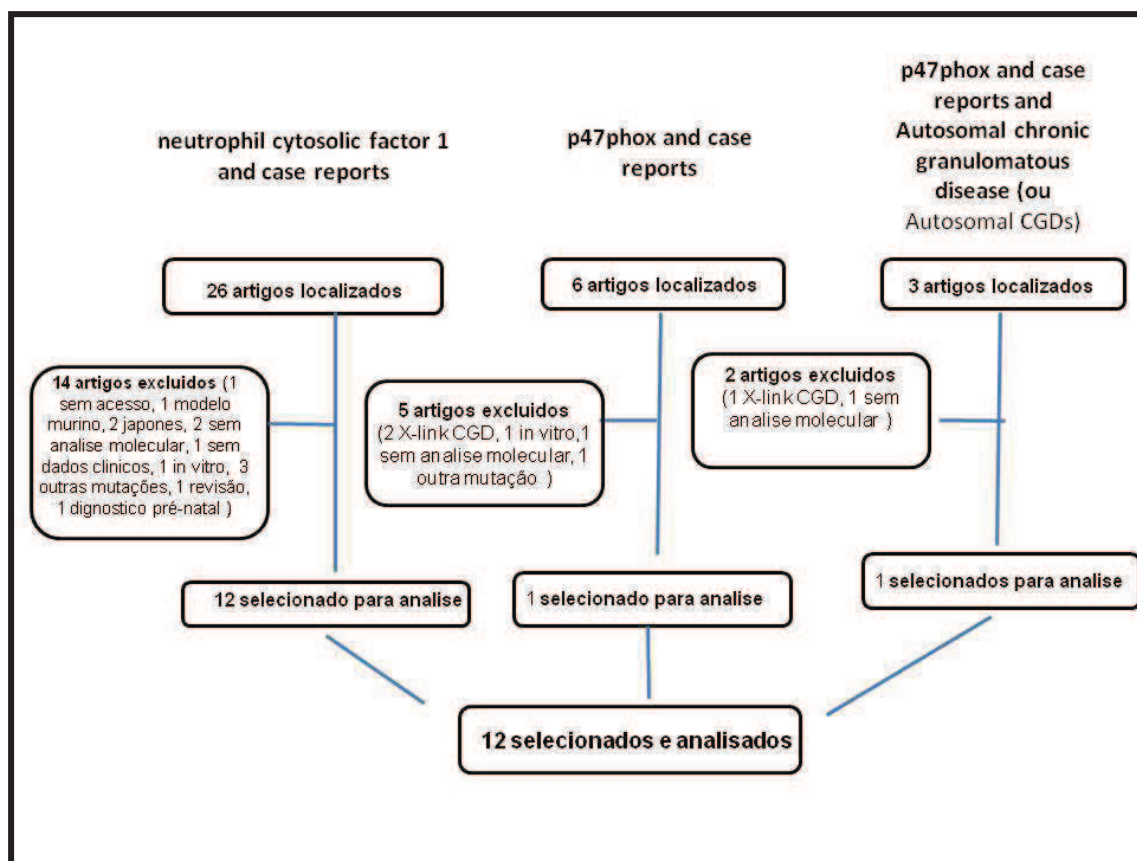 neutrophil cytosolic factor 1
and case reports
p47phox and case
reports
p47phox and case
reports and
Autosomal chronic
granulomatous
disease (ou
Autosomal CGDs)
26 artigos localizados
6 artigos localizados
3 artigos localizados
14 artigos excluidos (1
sem acesso, 1 modelo
murino, 2 japones, 2 sem
analise molecular, 1 sem
dados clinicos, 1 in vitro, 3
outras mutações, 1 revisão,
1 dignostico pré-natal )
5 artigos excluidos
(2 X-link CGD, 1 in vitro,1
sem analise molecular, 1
outra mutação )
2 artigos excluidos
(1 X-link CGD, 1 sem
analise molecular )
12 selecionado para analise
1 selecionado para analise
1 selecionados para analise
12 selecionados e analisados